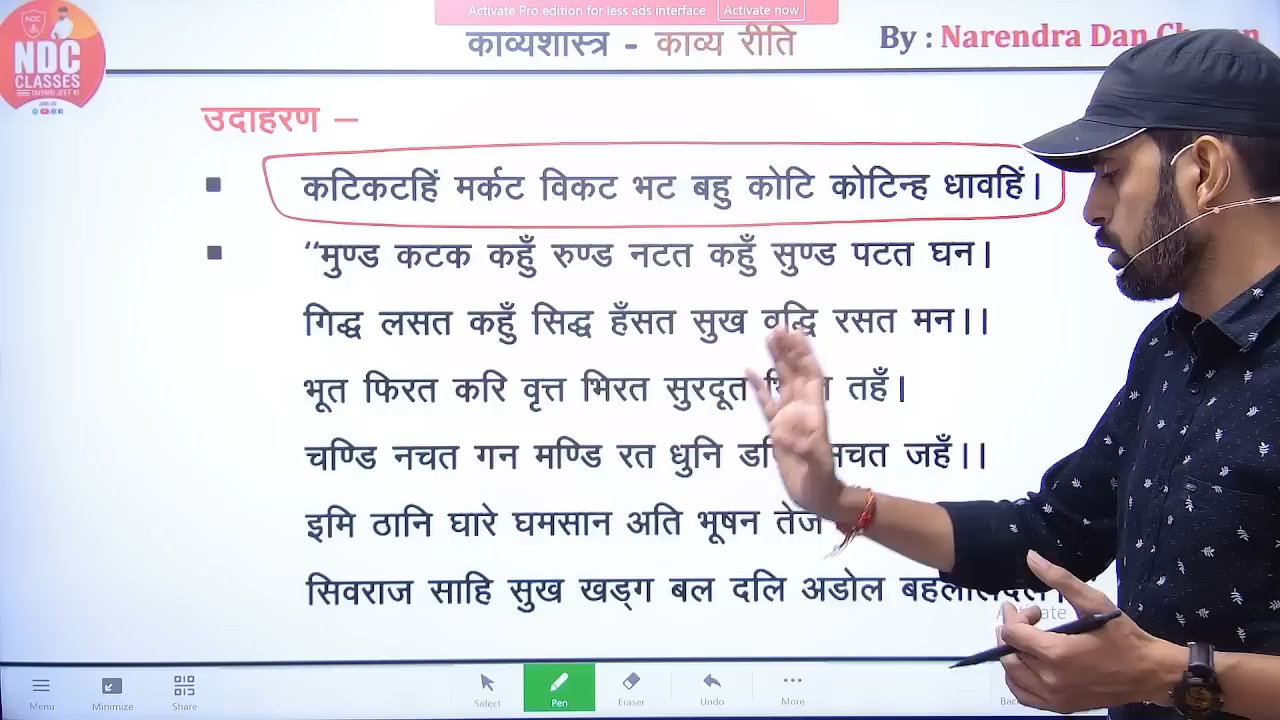 Activate Pro edition for less ads interface Activate now
NDC
CLASSES
काव्यशास्त्र - काव्य रीति
By : Narendra Dan
उदाहरण –
कटिकटहिं मर्कट विकट भट बहु कोटि कोटिन्ह धावहिं।
“मुण्ड कटक कहुँ रुण्ड नटत कहुँ सुण्ड पटत घन।
गिद्ध लसत कहुँ सिद्ध हँसत सुख वृद्धि रसत मन।।
भूत फिरत करि वृत्त भिरत सुरदूत तहँ।
चण्डि नचत गन मण्डि रत धुनि जहँ।।
इमि ठानि घारे घमसान अति भूषन तेज
सिवराज साहि सुख खड्ग बल दलि अडोल
Menu
Minimize
Share
Select
Pen
Eraser
Undo
More